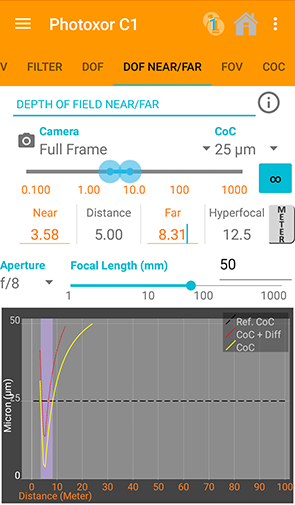 Photoxor C1
1
V FILTER DOF DOF NEAR/FAR FOV COC
DEPTH OF FIELD NEAR/FAR
Camera CoC
Full Frame 25 μm
0.100 1.00 10.0 100 1000
∞
Near Distance Far Hyperfocal
3.58 5.00 8.31 12.5
METER
Aperture Focal Length (mm) 50
f/8
1 10 100 1000
50
Ref. CoC
CoC + Diff
CoC
Micron (μm)
25
0
0 10 20 30 40 50 60 70 80 90 100
Distance (Meter)